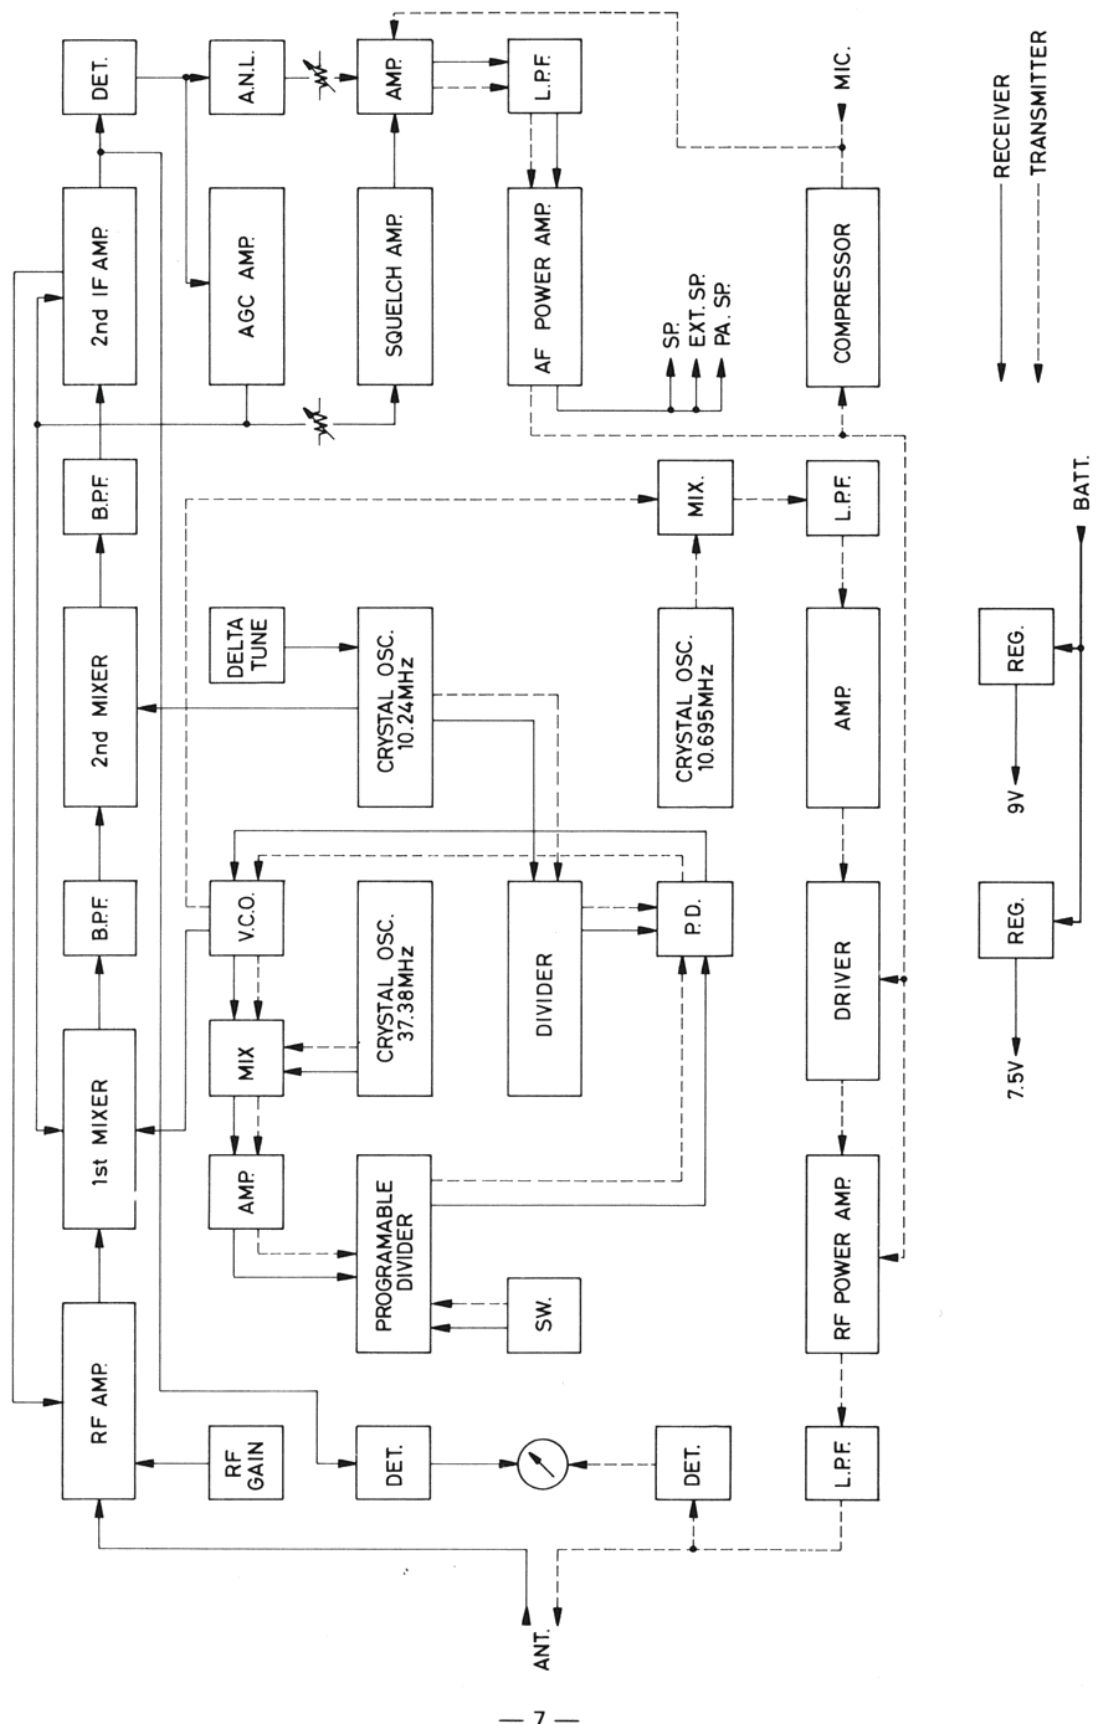 RF AMP.
1st MIXER
B.P.F.
2nd MIXER
B.P.F.
2nd IF AMP.
DET.
RF
GAIN
AMP.
MIX
V.C.O.
DELTA
TUNE
AGC AMP.
A.N.L.
DET.
PROGRAMABLE
DIVIDER
CRYSTAL OSC.
37.38MHz
CRYSTAL OSC.
10.24MHz
SQUELCH AMP.
AMP.
ANT.
SW.
DIVIDER
AF POWER AMP.
L.P.F.
DET.
P.D.
CRYSTAL OSC.
10.695MHz
MIX.
SP.
EXT. SP.
PA. SP.
L.P.F.
RF POWER AMP.
DRIVER
AMP.
L.P.F.
COMPRESSOR
MIC.
7.5V
REG.
9V
REG.
BATT.
RECEIVER
TRANSMITTER
— 7 —